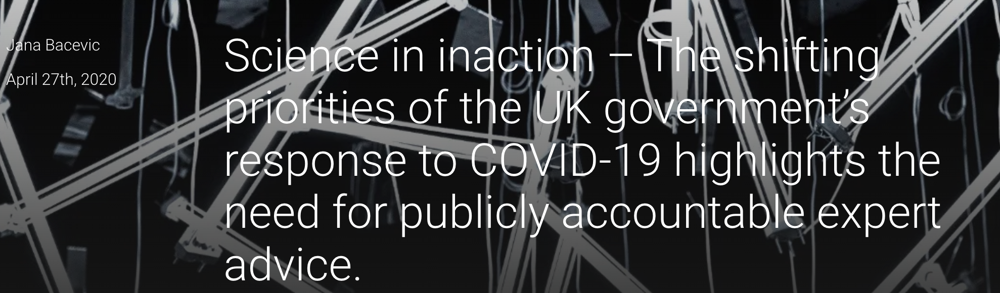 Jana Bacevic
April 27th, 2020
Science in inaction – The shifting
priorities of the UK government’s
response to COVID-19 highlights the
need for publicly accountable expert
advice.